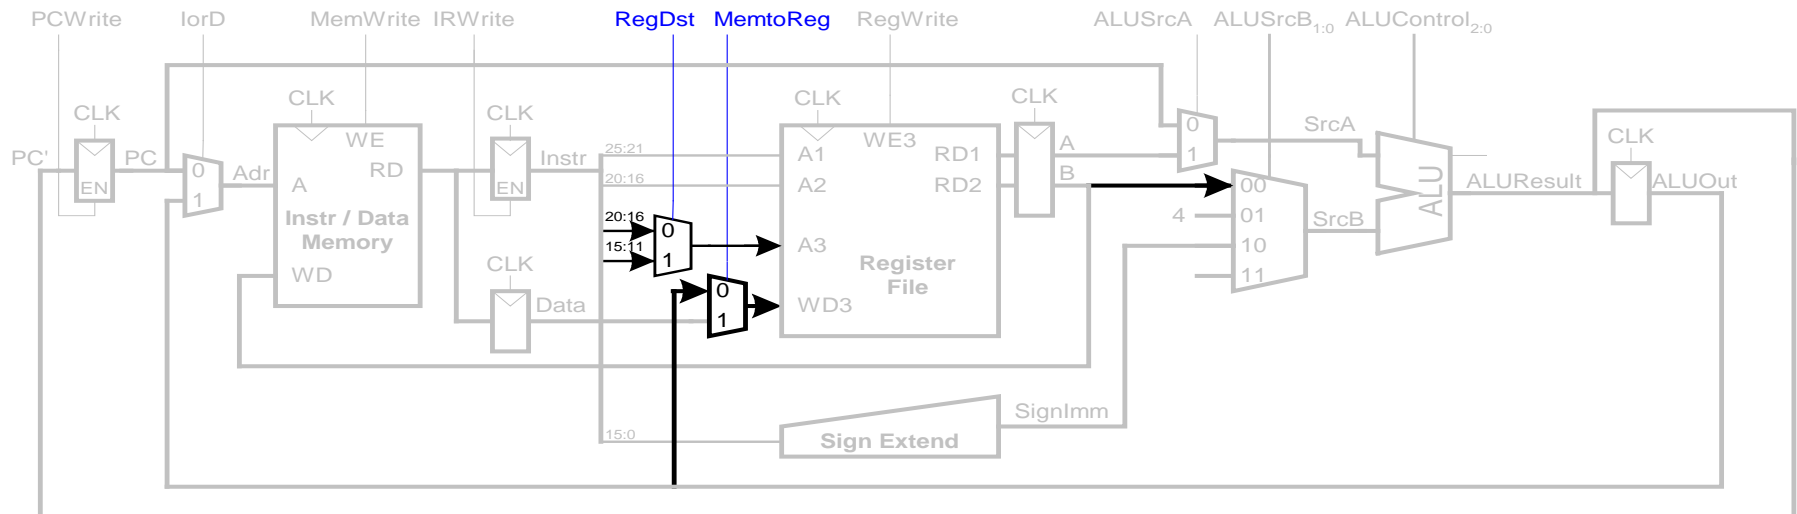 PCWrite IorD MemWrite IRWrite RegDst MemtoReg RegWrite ALUSrcA ALUSrcB1:0 ALUControl2:0
CLK CLK CLK CLK CLK CLK CLK
PC' PC EN
0 1 Adr
WE A RD
Instr / Data
Memory
WD
EN Instr
CLK Data
25:21
20:16
20:16
15:11
15:0
0 1
0 1
WE3
A1 RD1
A2 RD2
A3
Register
File
WD3
A
B
0 1
SrcA
4
00
01
10
11
SrcB
ALU
ALUResult
ALUOut
SignImm
Sign Extend